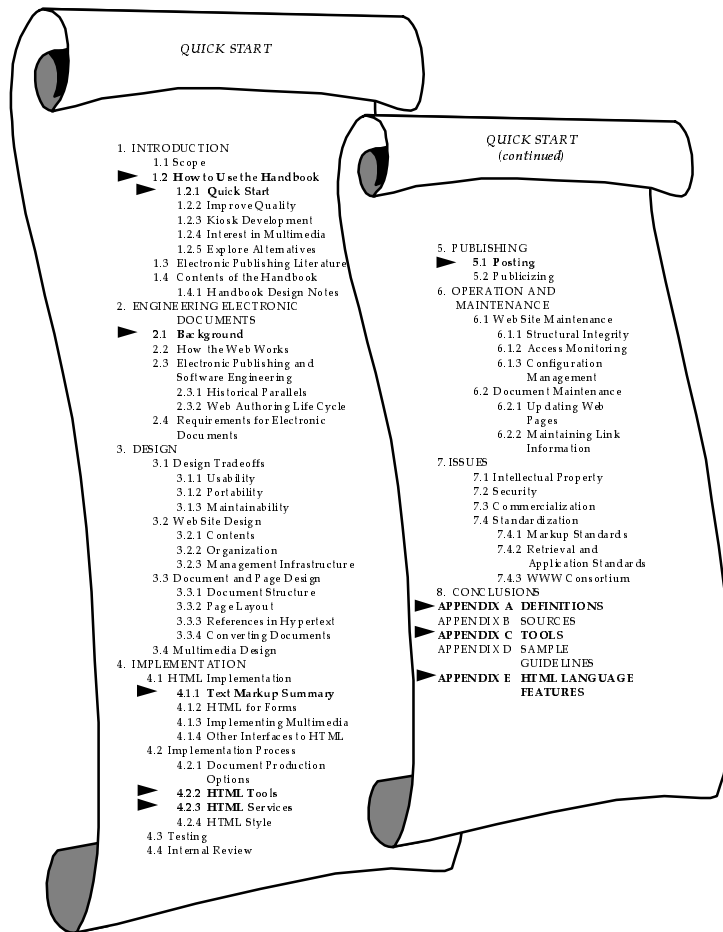 QUICK START
1. INTRODUCTION
1.1 Scope
1.2 How to Use the Handbook
1.2.1 Quick Start
1.2.2 Improve Quality
1.2.3 Kiosk Development
1.2.4 Interest in Multimedia
1.2.5 Explore Alternatives
1.3 Electronic Publishing Literature
1.4 Contents of the Handbook
1.4.1 Handbook Design Notes
2. ENGINEERING ELECTRONIC
DOCUMENTS
2.1 Background
2.2 How the Web Works
2.3 Electronic Publishing and
Software Engineering
2.3.1 Historical Parallels
2.3.2 Web Authoring Life Cycle
2.4 Requirements for Electronic
Documents
3. DESIGN
3.1 Design Tradeoffs
3.1.1 Usability
3.1.2 Portability
3.1.3 Maintainability
3.2 Web Site Design
3.2.1 Contents
3.2.2 Organization
3.2.3 Management Infrastructure
3.3 Document and Page Design
3.3.1 Document Structure
3.3.2 Page Layout
3.3.3 References in Hypertext
3.3.4 Converting Documents
3.4 Multimedia Design
4. IMPLEMENTATION
4.1 HTML Implementation
4.1.1 Text Markup Summary
4.1.2 HTML for Forms
4.1.3 Implementing Multimedia
4.1.4 Other Interfaces to HTML
4.2 Implementation Process
4.2.1 Document Production
Options
4.2.2 HTML Tools
4.2.3 HTML Services
4.2.4 HTML Style
4.3 Testing
4.4 Internal Review
QUICK START
(continued)
5. PUBLISHING
5.1 Posting
5.2 Publicizing
6. OPERATION AND
MAINTENANCE
6.1 Web Site Maintenance
6.1.1 Structural Integrity
6.1.2 Access Monitoring
6.1.3 Configuration
Management
6.2 Document Maintenance
6.2.1 Updating Web
Pages
6.2.2 Maintaining Link
Information
7. ISSUES
7.1 Intellectual Property
7.2 Security
7.3 Commercialization
7.4 Standardization
7.4.1 Markup Standards
7.4.2 Retrieval and
Application Standards
7.4.3 WWW Consortium
8. CONCLUSIONS
APPENDIX A DEFINITIONS
APPENDIX B SOURCES
APPENDIX C TOOLS
APPENDIX D SAMPLE
GUIDELINES
APPENDIX E HTML LANGUAGE
FEATURES